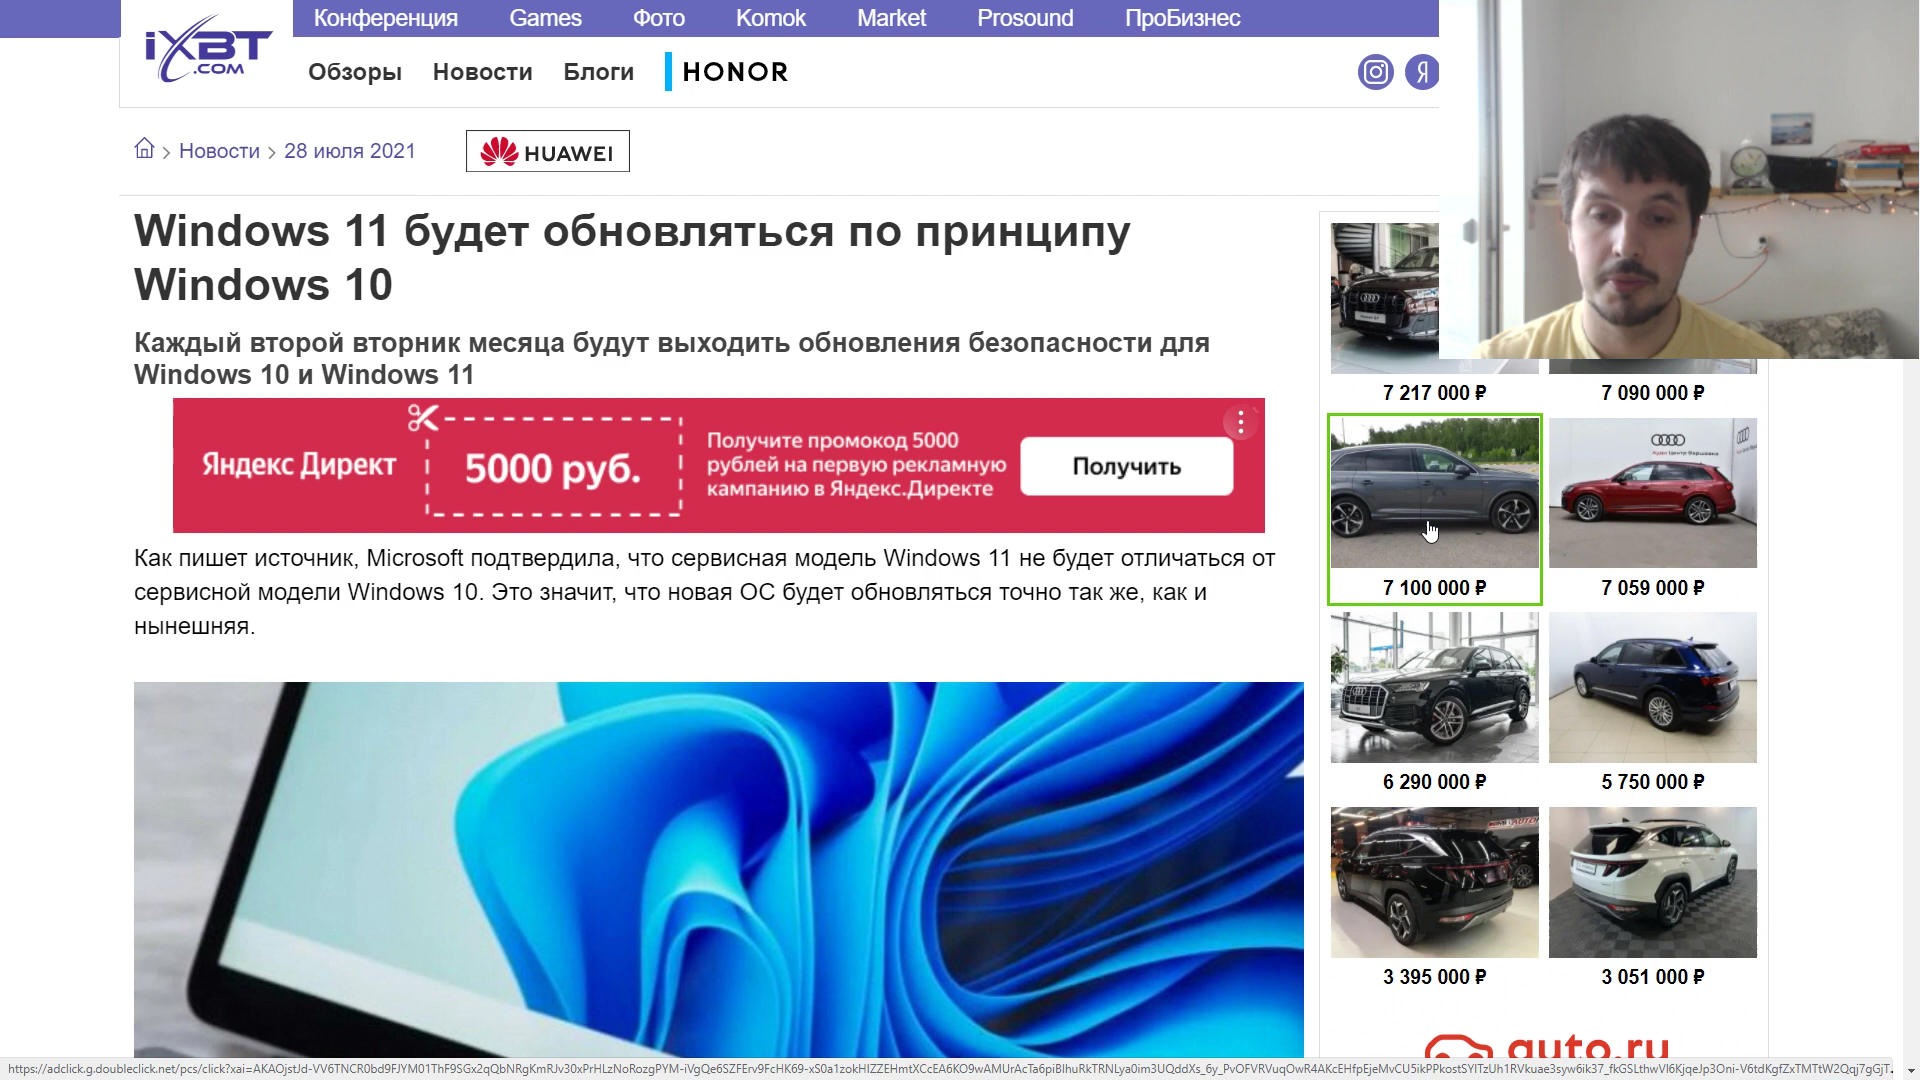 Конференция Games Фото Komok Market Prosound ПроБизнес
iXBT
.COM
Обзоры Новости Блоги HONOR
Новости 28 июля 2021
HUAWEI
Windows 11 будет обновляться по принципу
Windows 10
Каждый второй вторник месяца будут выходить обновления безопасности для
Windows 10 и Windows 11
Яндекс Директ
5000 руб.
Получите промокод 5000
рублей на первую рекламную
кампанию в Яндекс.Директе
Получить
Как пишет источник, Microsoft подтвердила, что сервисная модель Windows 11 не будет отличаться от
сервисной модели Windows 10. Это значит, что новая ОС будет обновляться точно так же, как и
нынешняя.
7 217 000 ₽ 7 090 000 ₽
7 100 000 ₽ 7 059 000 ₽
6 290 000 ₽ 5 750 000 ₽
3 395 000 ₽ 3 051 000 ₽
auto.ru